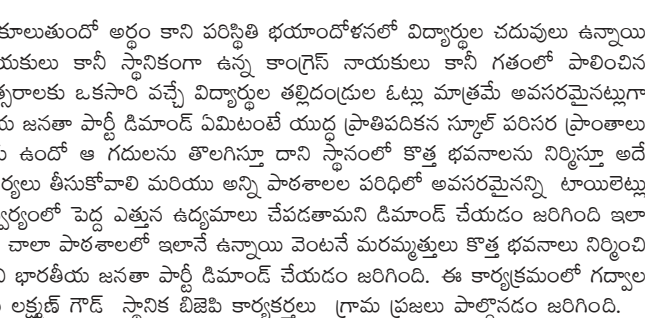 కూలుతుందో అర్థం కాని పరిస్థితి భయాందోళనలో విద్యార్థుల చదువులు ఉన్నాయి
యకులు కానీ స్థానికంగా ఉన్న కాంగ్రెస్ నాయకులు కానీ గతంలో పాలించిన
త్సరాలకు ఒకసారి వచ్చే విద్యార్థుల తల్లిదండ్రుల ఓట్లు మాత్రమే అవసరమైనట్లుగా
జనతా పార్టీ డిమాండ్ ఏమిటంటే యుద్ధ ప్రాతిపదికన స్కూల్ పరిసర ప్రాంతాలు
ఉందో ఆ గదులను తొలగిస్తూ దాని స్థానంలో కొత్త భవనాలను నిర్మిస్తూ అదే
ర్యలు తీసుకోవాలి మరియు అన్ని పాఠశాలల పరిధిలో అవసరమైనన్ని టాయిలెట్లు
ర్యంలో పెద్ద ఎత్తున ఉద్యమాలు చేపడతామని డిమాండ్ చేయడం జరిగింది ఇలా
చాలా పాఠశాలలో ఇలానే ఉన్నాయి వెంటనే మరమ్మత్తులు కొత్త భవనాలు నిర్మించి
భారతీయ జనతా పార్టీ డిమాండ్ చేయడం జరిగింది. ఈ కార్యక్రమంలో గద్వాల
లక్ష్మణ్ గౌడ్ స్థానిక బిజెపి కార్యకర్తలు గ్రామ ప్రజలు పాల్గొనడం జరిగింది.